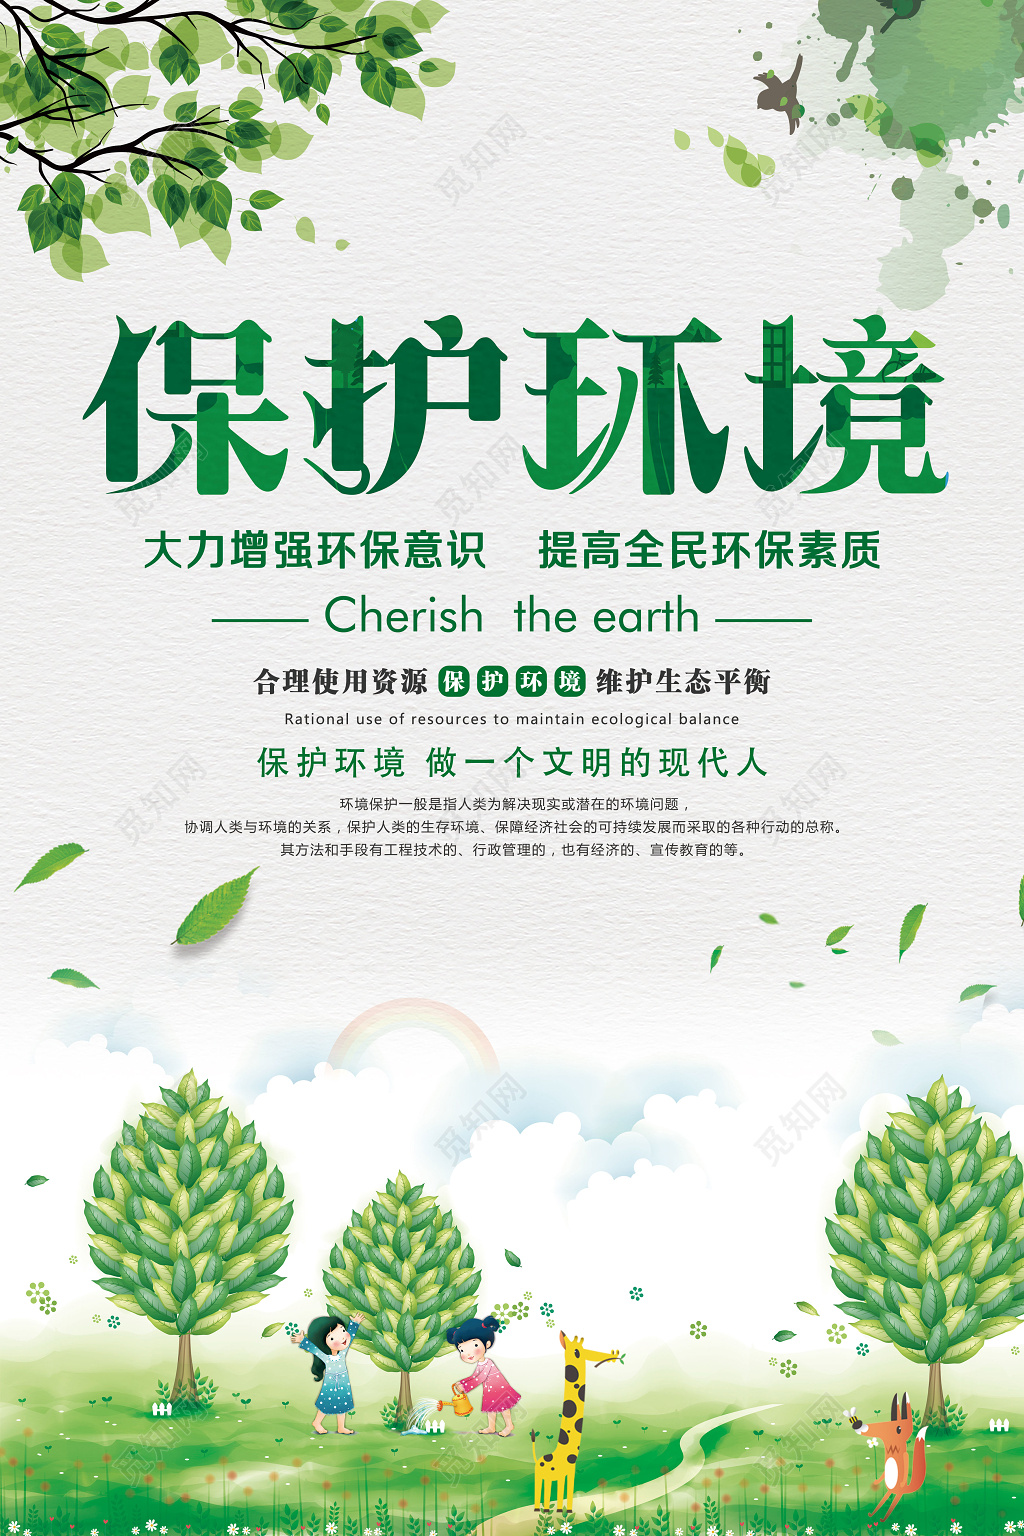 保护环境
大力增强环保意识 提高全民环保素质
Cherish the earth
合理使用资源 保护环境 维护生态平衡
Rational use of resources to maintain ecological balance
保护环境 做一个文明的现代人
环境保护一般是指人类为解决现实或潜在的环境问题，
协调人类与环境的关系，保护人类的生存环境、保障经济社会的可持续发展而采取的各种行动的总称。
其方法和手段有工程技术的、行政管理的，也有经济的、宣传教育的等。
觅知网